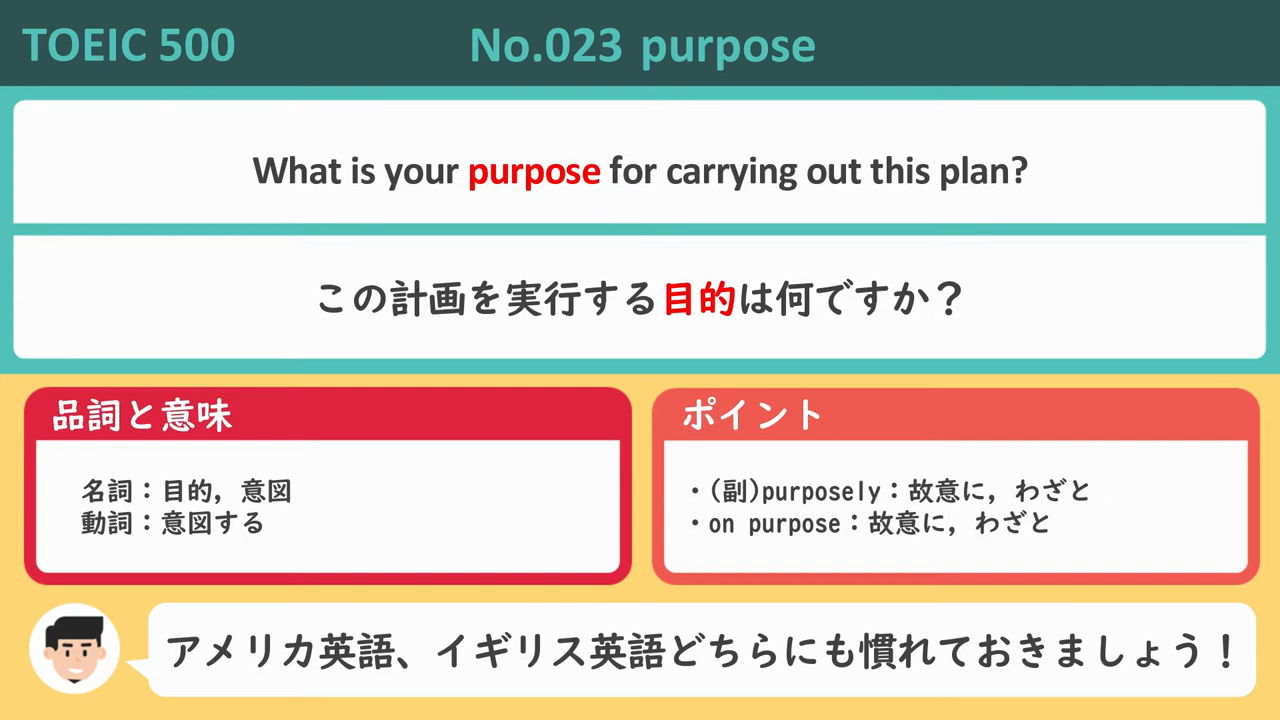 TOEIC 500
No.023 purpose
What is your purpose for carrying out this plan?
この計画を実行する目的は何ですか？
品詞と意味
名詞：目的，意図
動詞：意図する
ポイント
・(副)purposely：故意に，わざと
・on purpose：故意に，わざと
アメリカ英語、イギリス英語どちらにも慣れておきましょう！